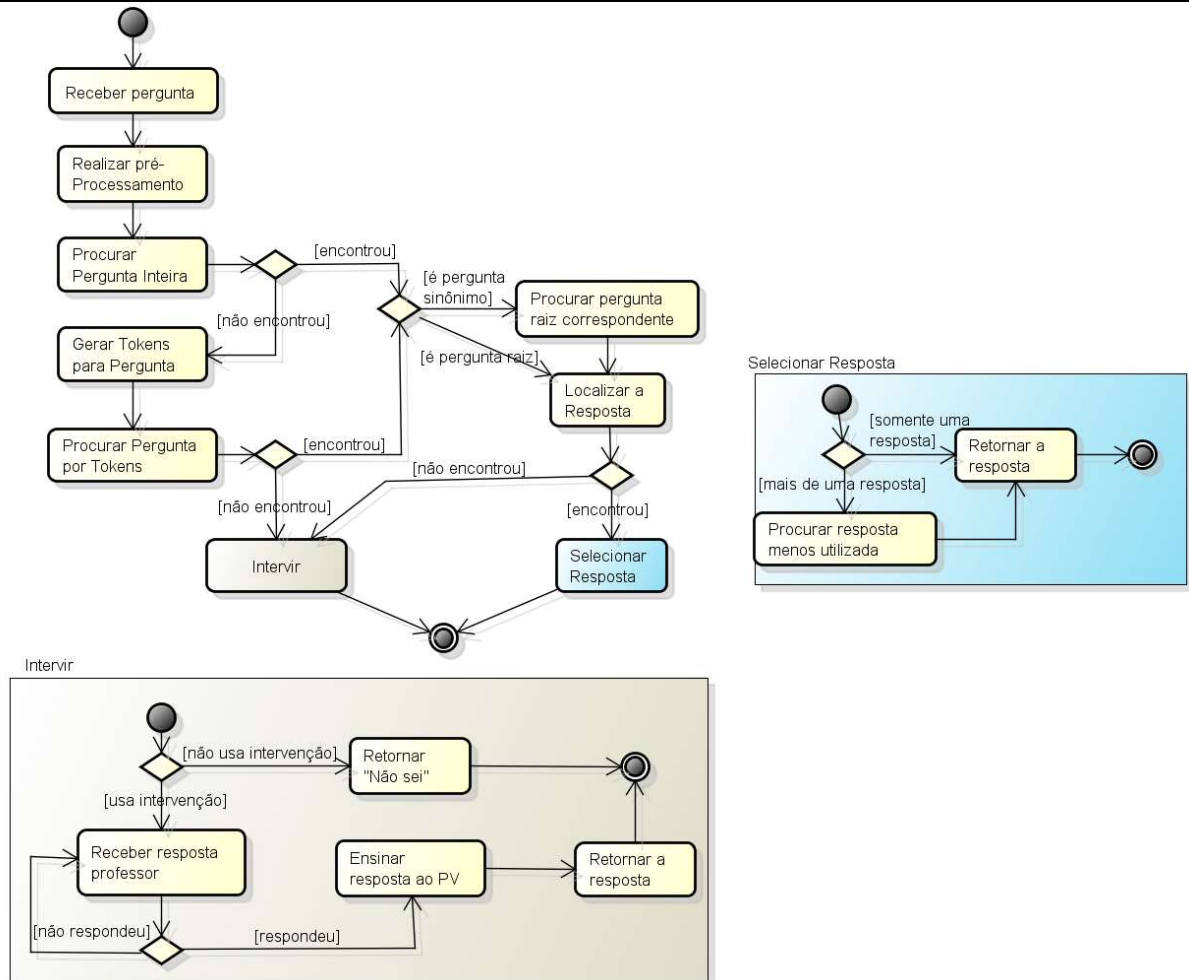 Receber pergunta
Realizar pré-
Processamento
Procurar
Pergunta Inteira
[encontrou]
[não encontrou]
[é pergunta
sinônimo]
Procurar pergunta
raiz correspondente
[é pergunta raiz]
Gerar Tokens
para Pergunta
Localizar a
Resposta
Procurar Pergunta
por Tokens
[encontrou]
[não encontrou]
[não encontrou]
[encontrou]
Intervir
Selecionar
Resposta
Selecionar Resposta
[somente uma
resposta]
Retornar a
resposta
[mais de uma resposta]
Procurar resposta
menos utilizada
Intervir
[não usa intervenção]
Retornar
"Não sei"
[usa intervenção]
Receber resposta
professor
Ensinar
resposta ao PV
Retornar a
resposta
[não respondeu]
[respondeu]